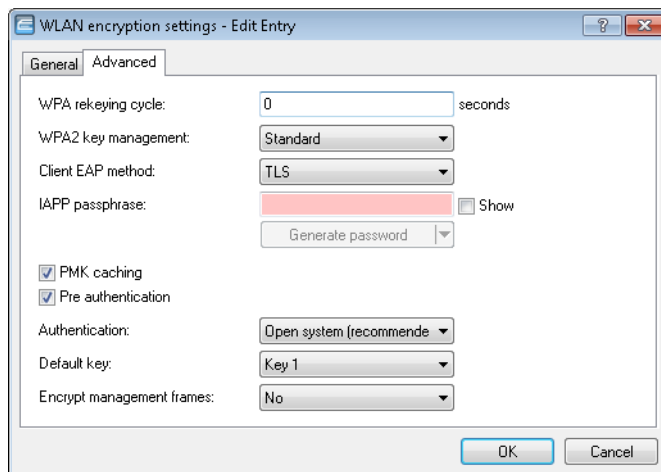 WLAN encryption settings - Edit Entry
General Advanced
WPA rekeying cycle: 0 seconds
WPA2 key management: Standard
Client EAP method: TLS
IAPP passphrase: Show
Generate password
PMK caching
Pre authentication
Authentication: Open system (recommende
Default key: Key 1
Encrypt management frames: No
OK Cancel